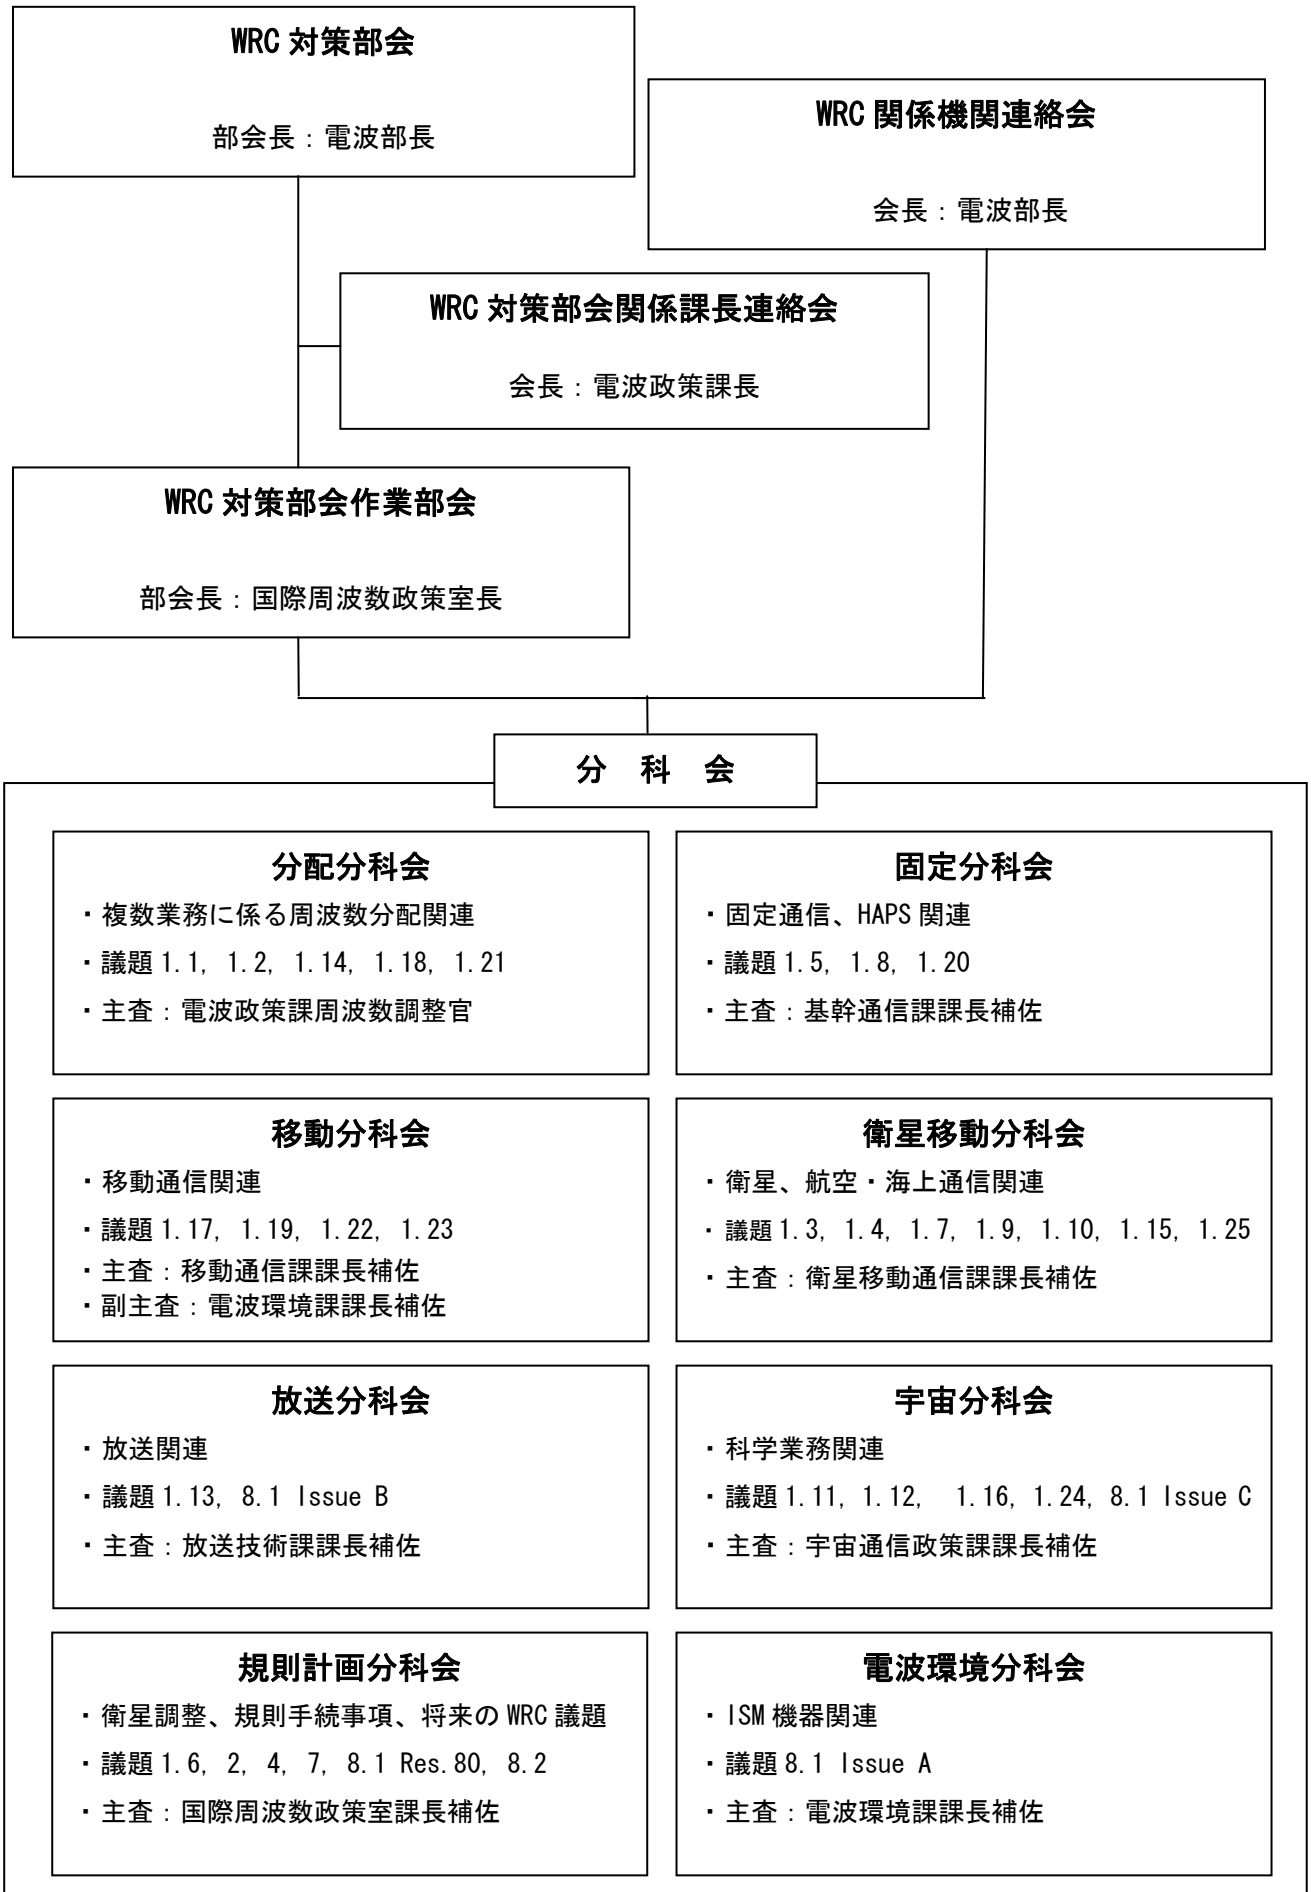 WRC 対策部会
部会長：電波部長
WRC 関係機関連絡会
会長：電波部長
WRC 対策部会関係課長連絡会
会長：電波政策課長
WRC 対策部会作業部会
部会長：国際周波数政策室長
分　科　会
分配分科会
・複数業務に係る周波数分配関連
・議題 1.1, 1.2, 1.14, 1.18, 1.21
・主査：電波政策課周波数調整官
固定分科会
・固定通信、HAPS 関連
・議題 1.5, 1.8, 1.20
・主査：基幹通信課課長補佐
移動分科会
・移動通信関連
・議題 1.17, 1.19, 1.22, 1.23
・主査：移動通信課課長補佐
・副主査：電波環境課課長補佐
衛星移動分科会
・衛星、航空・海上通信関連
・議題 1.3, 1.4, 1.7, 1.9, 1.10, 1.15, 1.25
・主査：衛星移動通信課課長補佐
放送分科会
・放送関連
・議題 1.13, 8.1 Issue B
・主査：放送技術課課長補佐
宇宙分科会
・科学業務関連
・議題 1.11, 1.12,　1.16, 1.24, 8.1 Issue C
・主査：宇宙通信政策課課長補佐
規則計画分科会
・衛星調整、規則手続事項、将来の WRC 議題
・議題 1.6, 2, 4, 7, 8.1 Res.80, 8.2
・主査：国際周波数政策室課長補佐
電波環境分科会
・ISM 機器関連
・議題 8.1 Issue A
・主査：電波環境課課長補佐